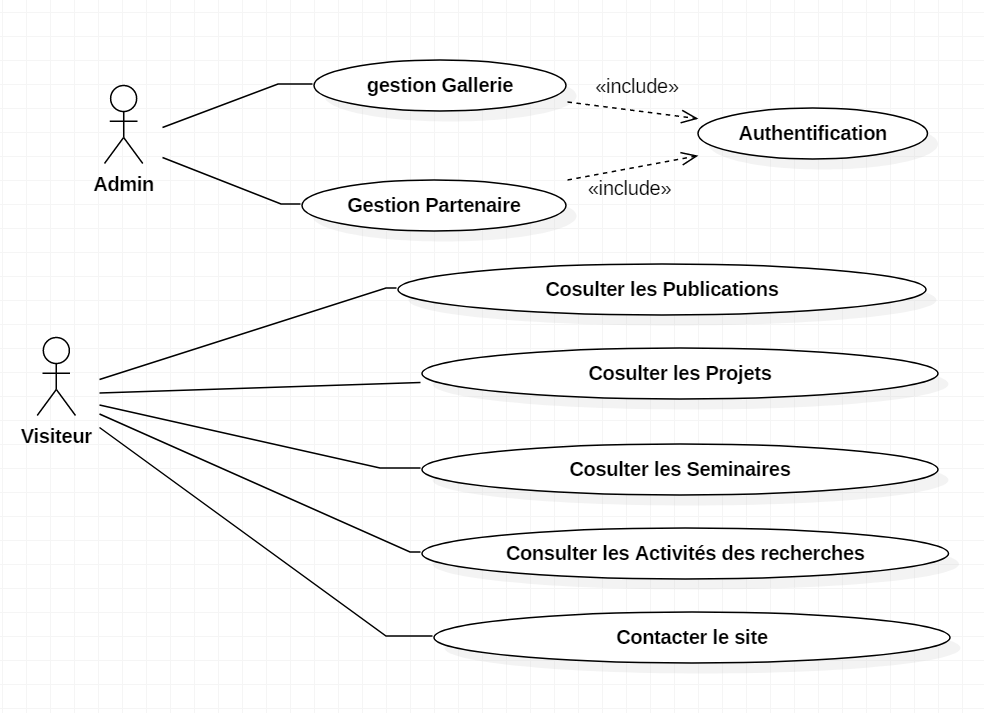 gestion Gallerie
«include»
Authentification
Admin
Gestion Partenaire
«include»
Cosulter les Publications
Cosulter les Projets
Visiteur
Cosulter les Seminaires
Consulter les Activités des recherches
Contacter le site